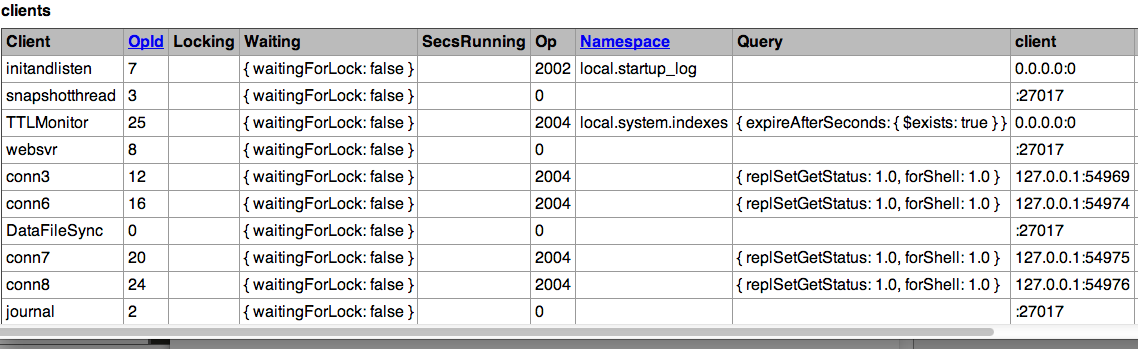 clients
Client OpId Locking Waiting SecsRunning Op Namespace Query client
initandlisten 7 { waitingForLock: false } 2002 local.startup_log 0.0.0.0:0
snapshotthread 3 { waitingForLock: false } 0 :27017
TTLMonitor 25 { waitingForLock: false } 2004 local.system.indexes { expireAfterSeconds: { $exists: true } } 0.0.0.0:0
websvr 8 { waitingForLock: false } 0 :27017
conn3 12 { waitingForLock: false } 2004 { replSetGetStatus: 1.0, forShell: 1.0 } 127.0.0.1:54969
conn6 16 { waitingForLock: false } 2004 { replSetGetStatus: 1.0, forShell: 1.0 } 127.0.0.1:54974
DataFileSync 0 { waitingForLock: false } 0 :27017
conn7 20 { waitingForLock: false } 2004 { replSetGetStatus: 1.0, forShell: 1.0 } 127.0.0.1:54975
conn8 24 { waitingForLock: false } 2004 { replSetGetStatus: 1.0, forShell: 1.0 } 127.0.0.1:54976
journal 2 { waitingForLock: false } 0 :27017